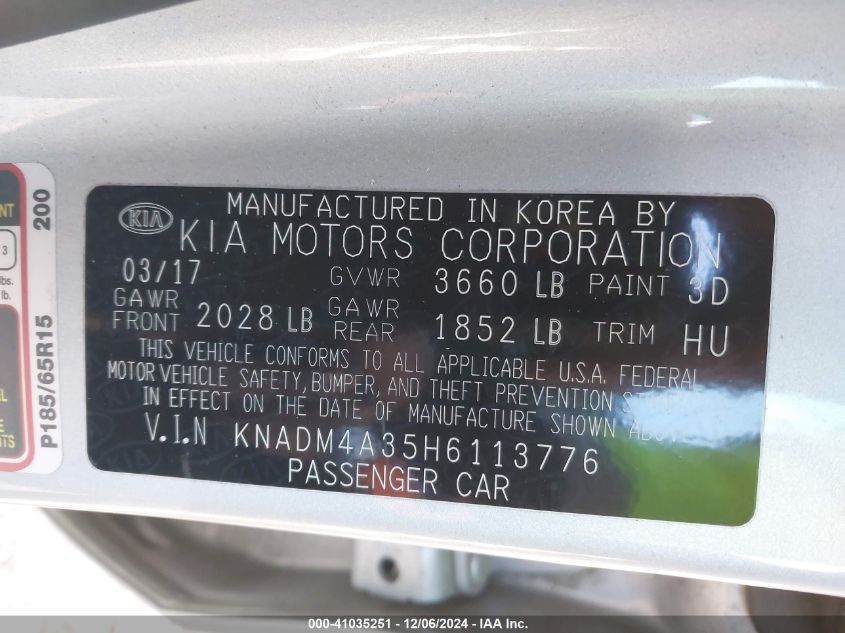 MANUFACTURED IN KOREA BY
KIA KIA MOTORS CORPORATION
03/17 GVWR 3660 LB PAINT 3D
GAWR FRONT 2028 LB GAWR REAR 1852 LB TRIM HU
THIS VEHICLE CONFORMS TO ALL APPLICABLE U.S.A. FEDERAL
MOTOR VEHICLE SAFETY, BUMPER, AND THEFT PREVENTION
IN EFFECT ON THE DATE OF MANUFACTURE SHOWN
V.I.N KNADM4A35H6113776
PASSENGER CAR
P185/65R15 200
3
lbs.
lb.
000-41035251 - 12/06/2024 - IAA, Inc.